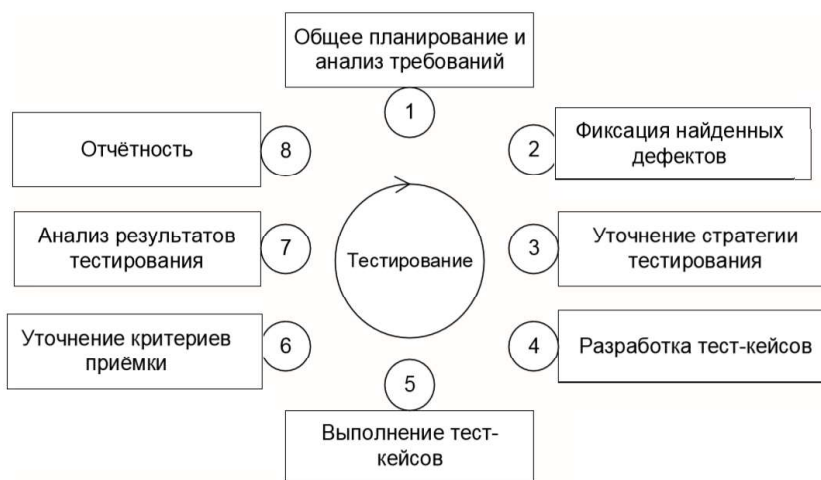 Общее планирование и
анализ требований
1
2
Фиксация найденных
дефектов
3
Уточнение стратегии
тестирования
4
Разработка тест-кейсов
5
Выполнение тест-
кейсов
6
Уточнение критериев
приёмки
7
Анализ результатов
тестирования
8
Отчётность
Тестирование